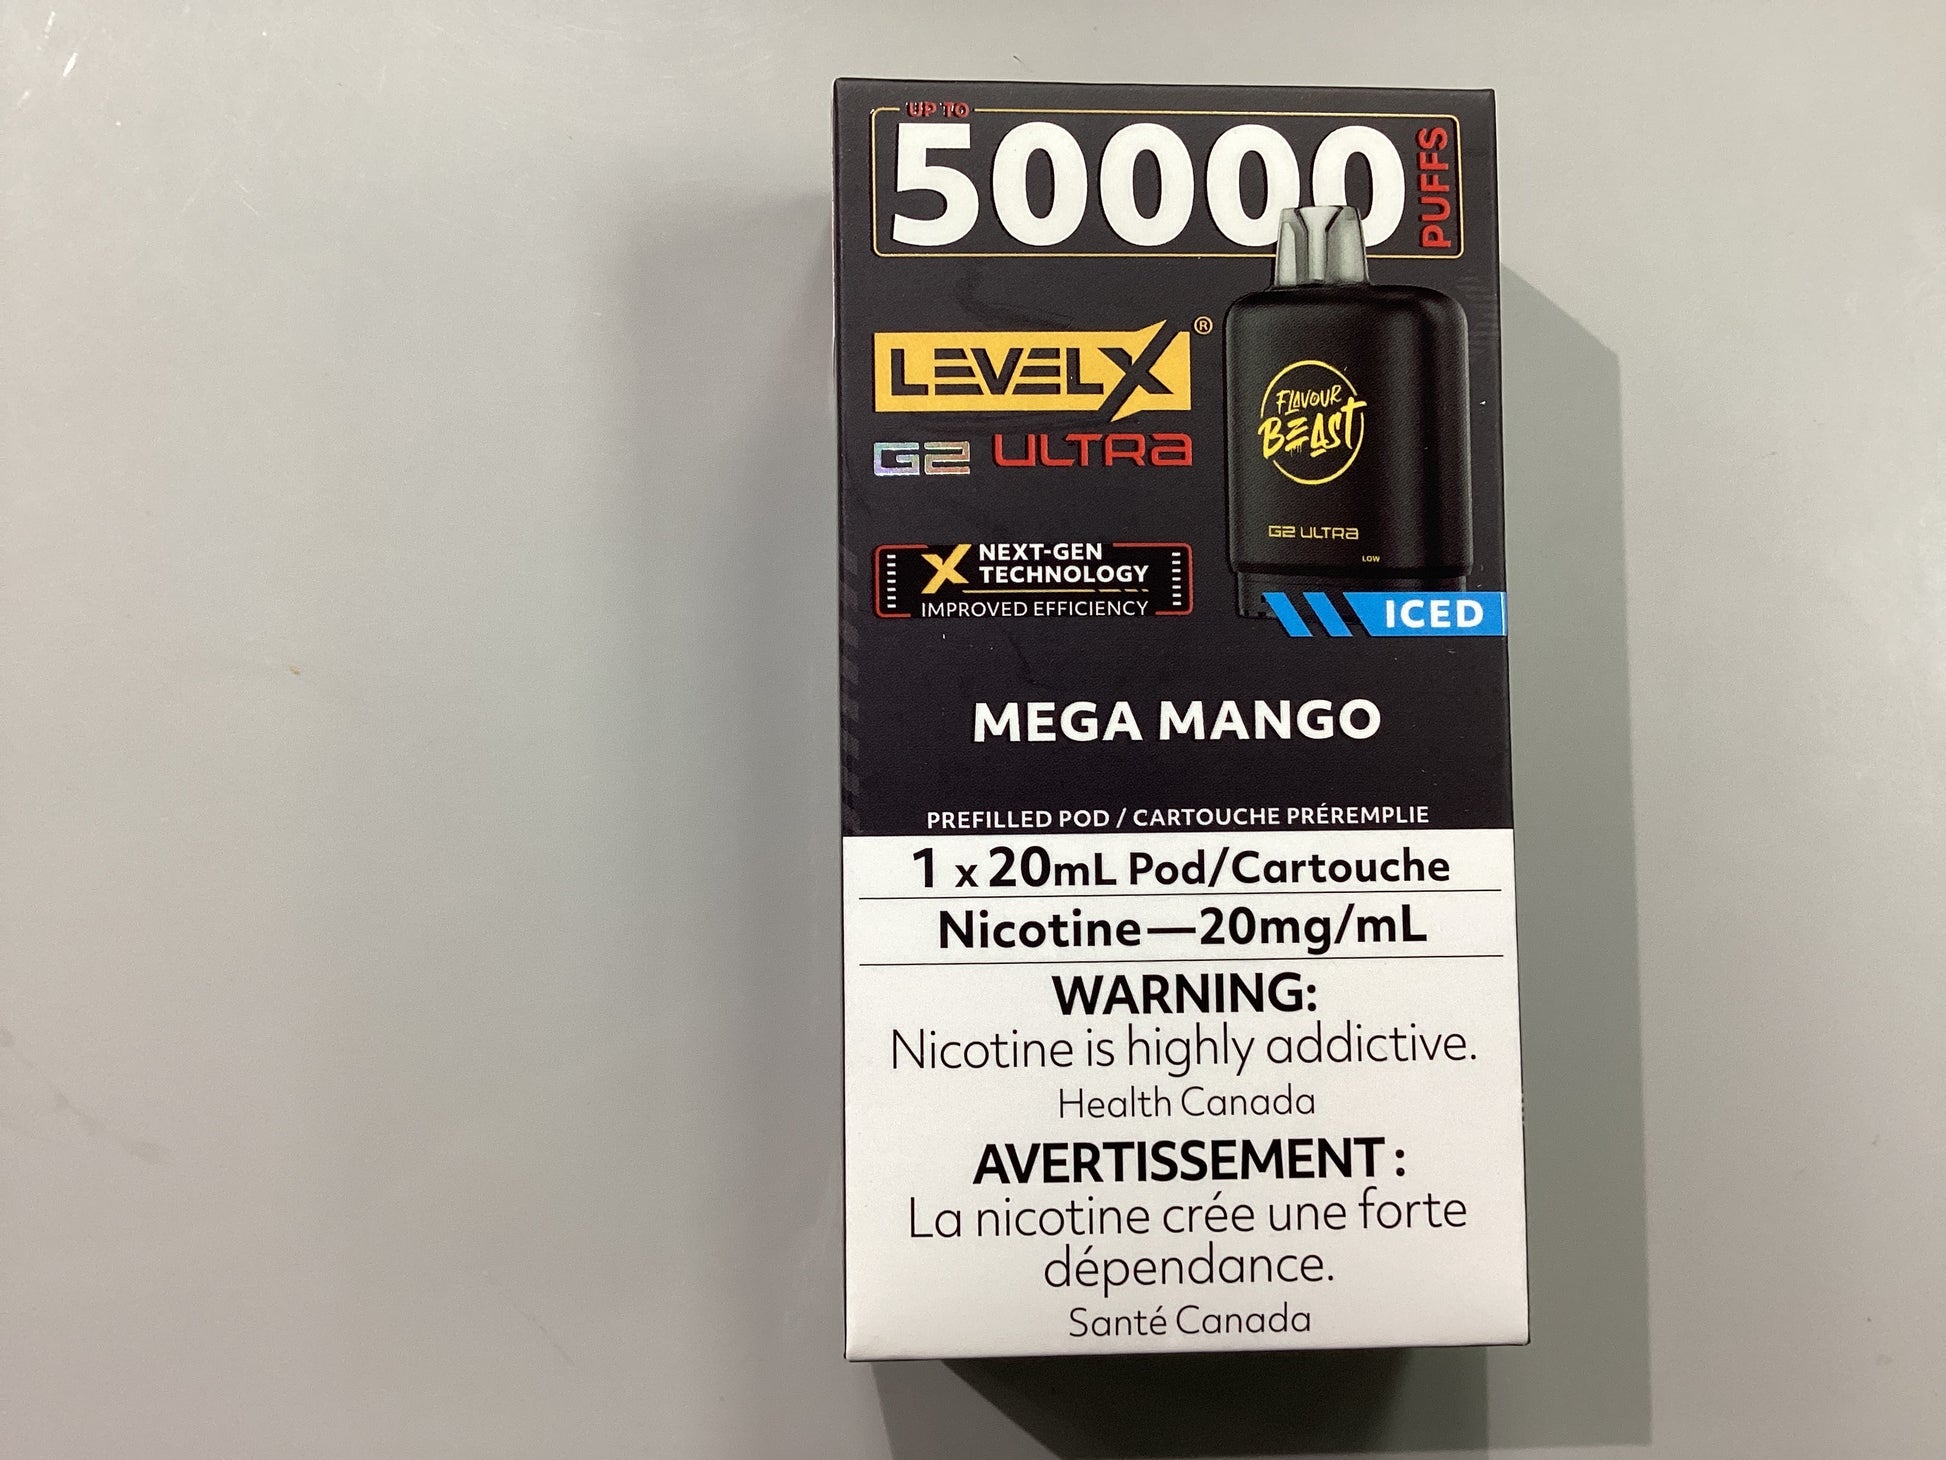 UP TO
50000
PUFFS
LEVELX®
G2 ULTRA
FLAVOUR
BEAST
G2 ULTRA
LOW
X NEXT-GEN
TECHNOLOGY
IMPROVED EFFICIENCY
ICED
MEGA MANGO
PREFILLED POD / CARTOUCHE PRÉREMPLIE
1 x 20mL Pod/Cartouche
Nicotine—20mg/mL
WARNING:
Nicotine is highly addictive.
Health Canada
AVERTISSEMENT :
La nicotine crée une forte
dépendance.
Santé Canada